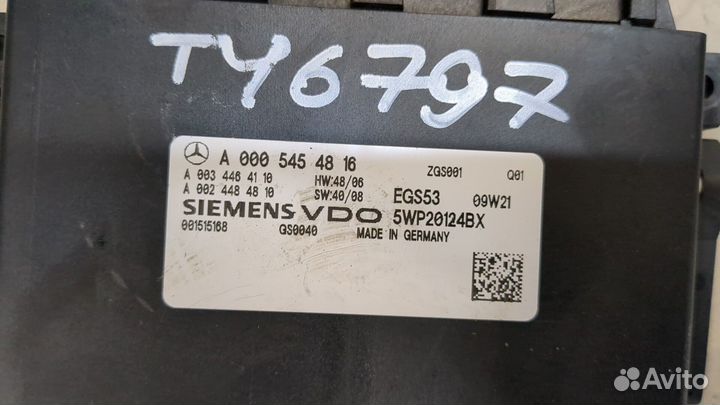 TY6797
A 000 545 48 16
ZGS001 Q01
A 003 446 41 10 HW:48/06
A 002 448 48 10 SW:40/08 EGS53 09W21
SIEMENS VDO 5WP20124BX
001515168 GS0040 MADE IN GERMANY
Avito